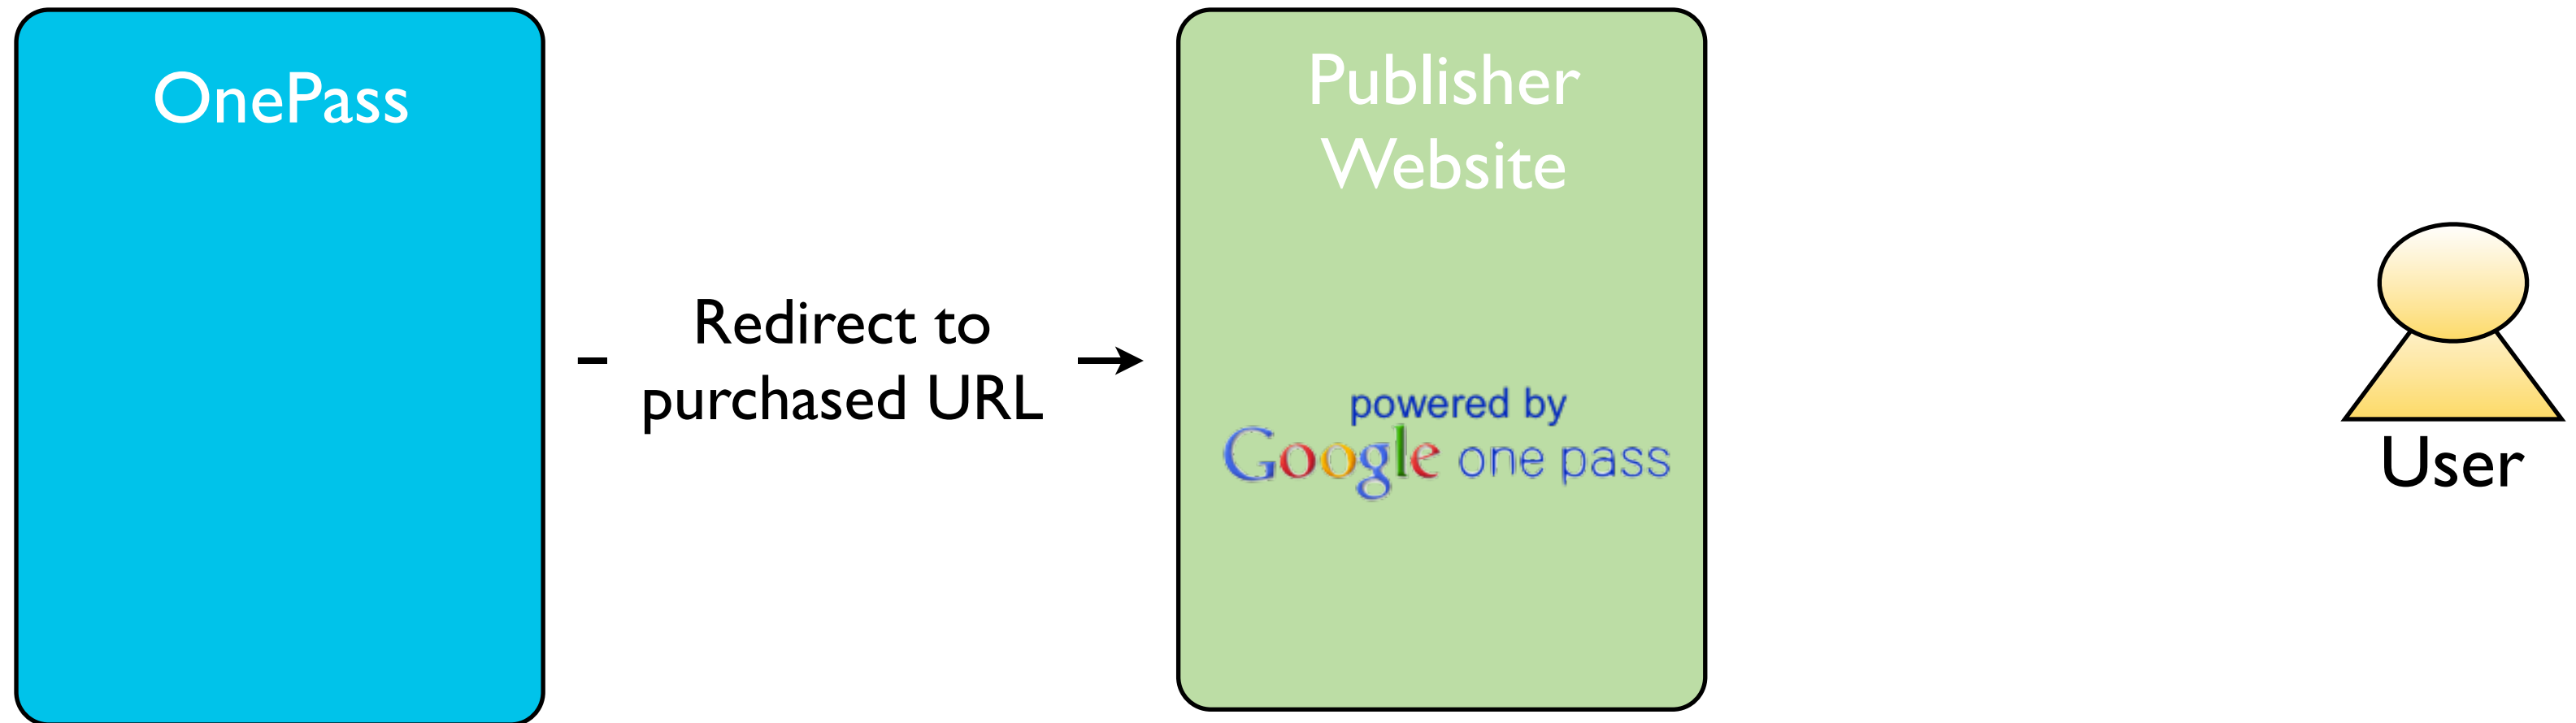 OnePass
Redirect to
purchased URL
Publisher
Website
powered by
Google one pass
User